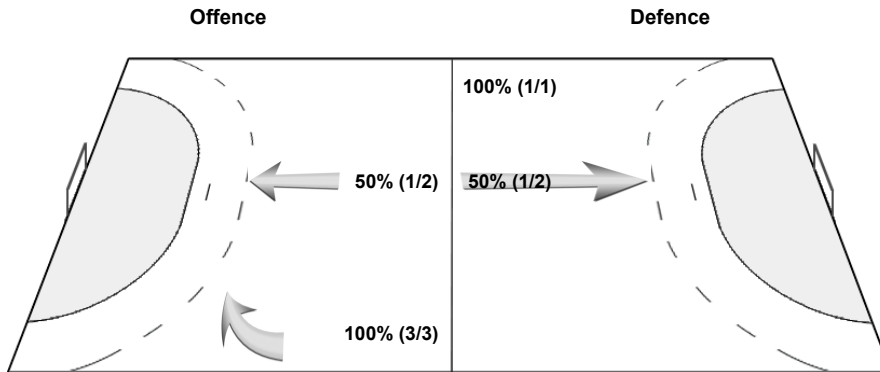 Offence
Defence
100% (1/1)
50% (1/2)
50% (1/2)
100% (3/3)